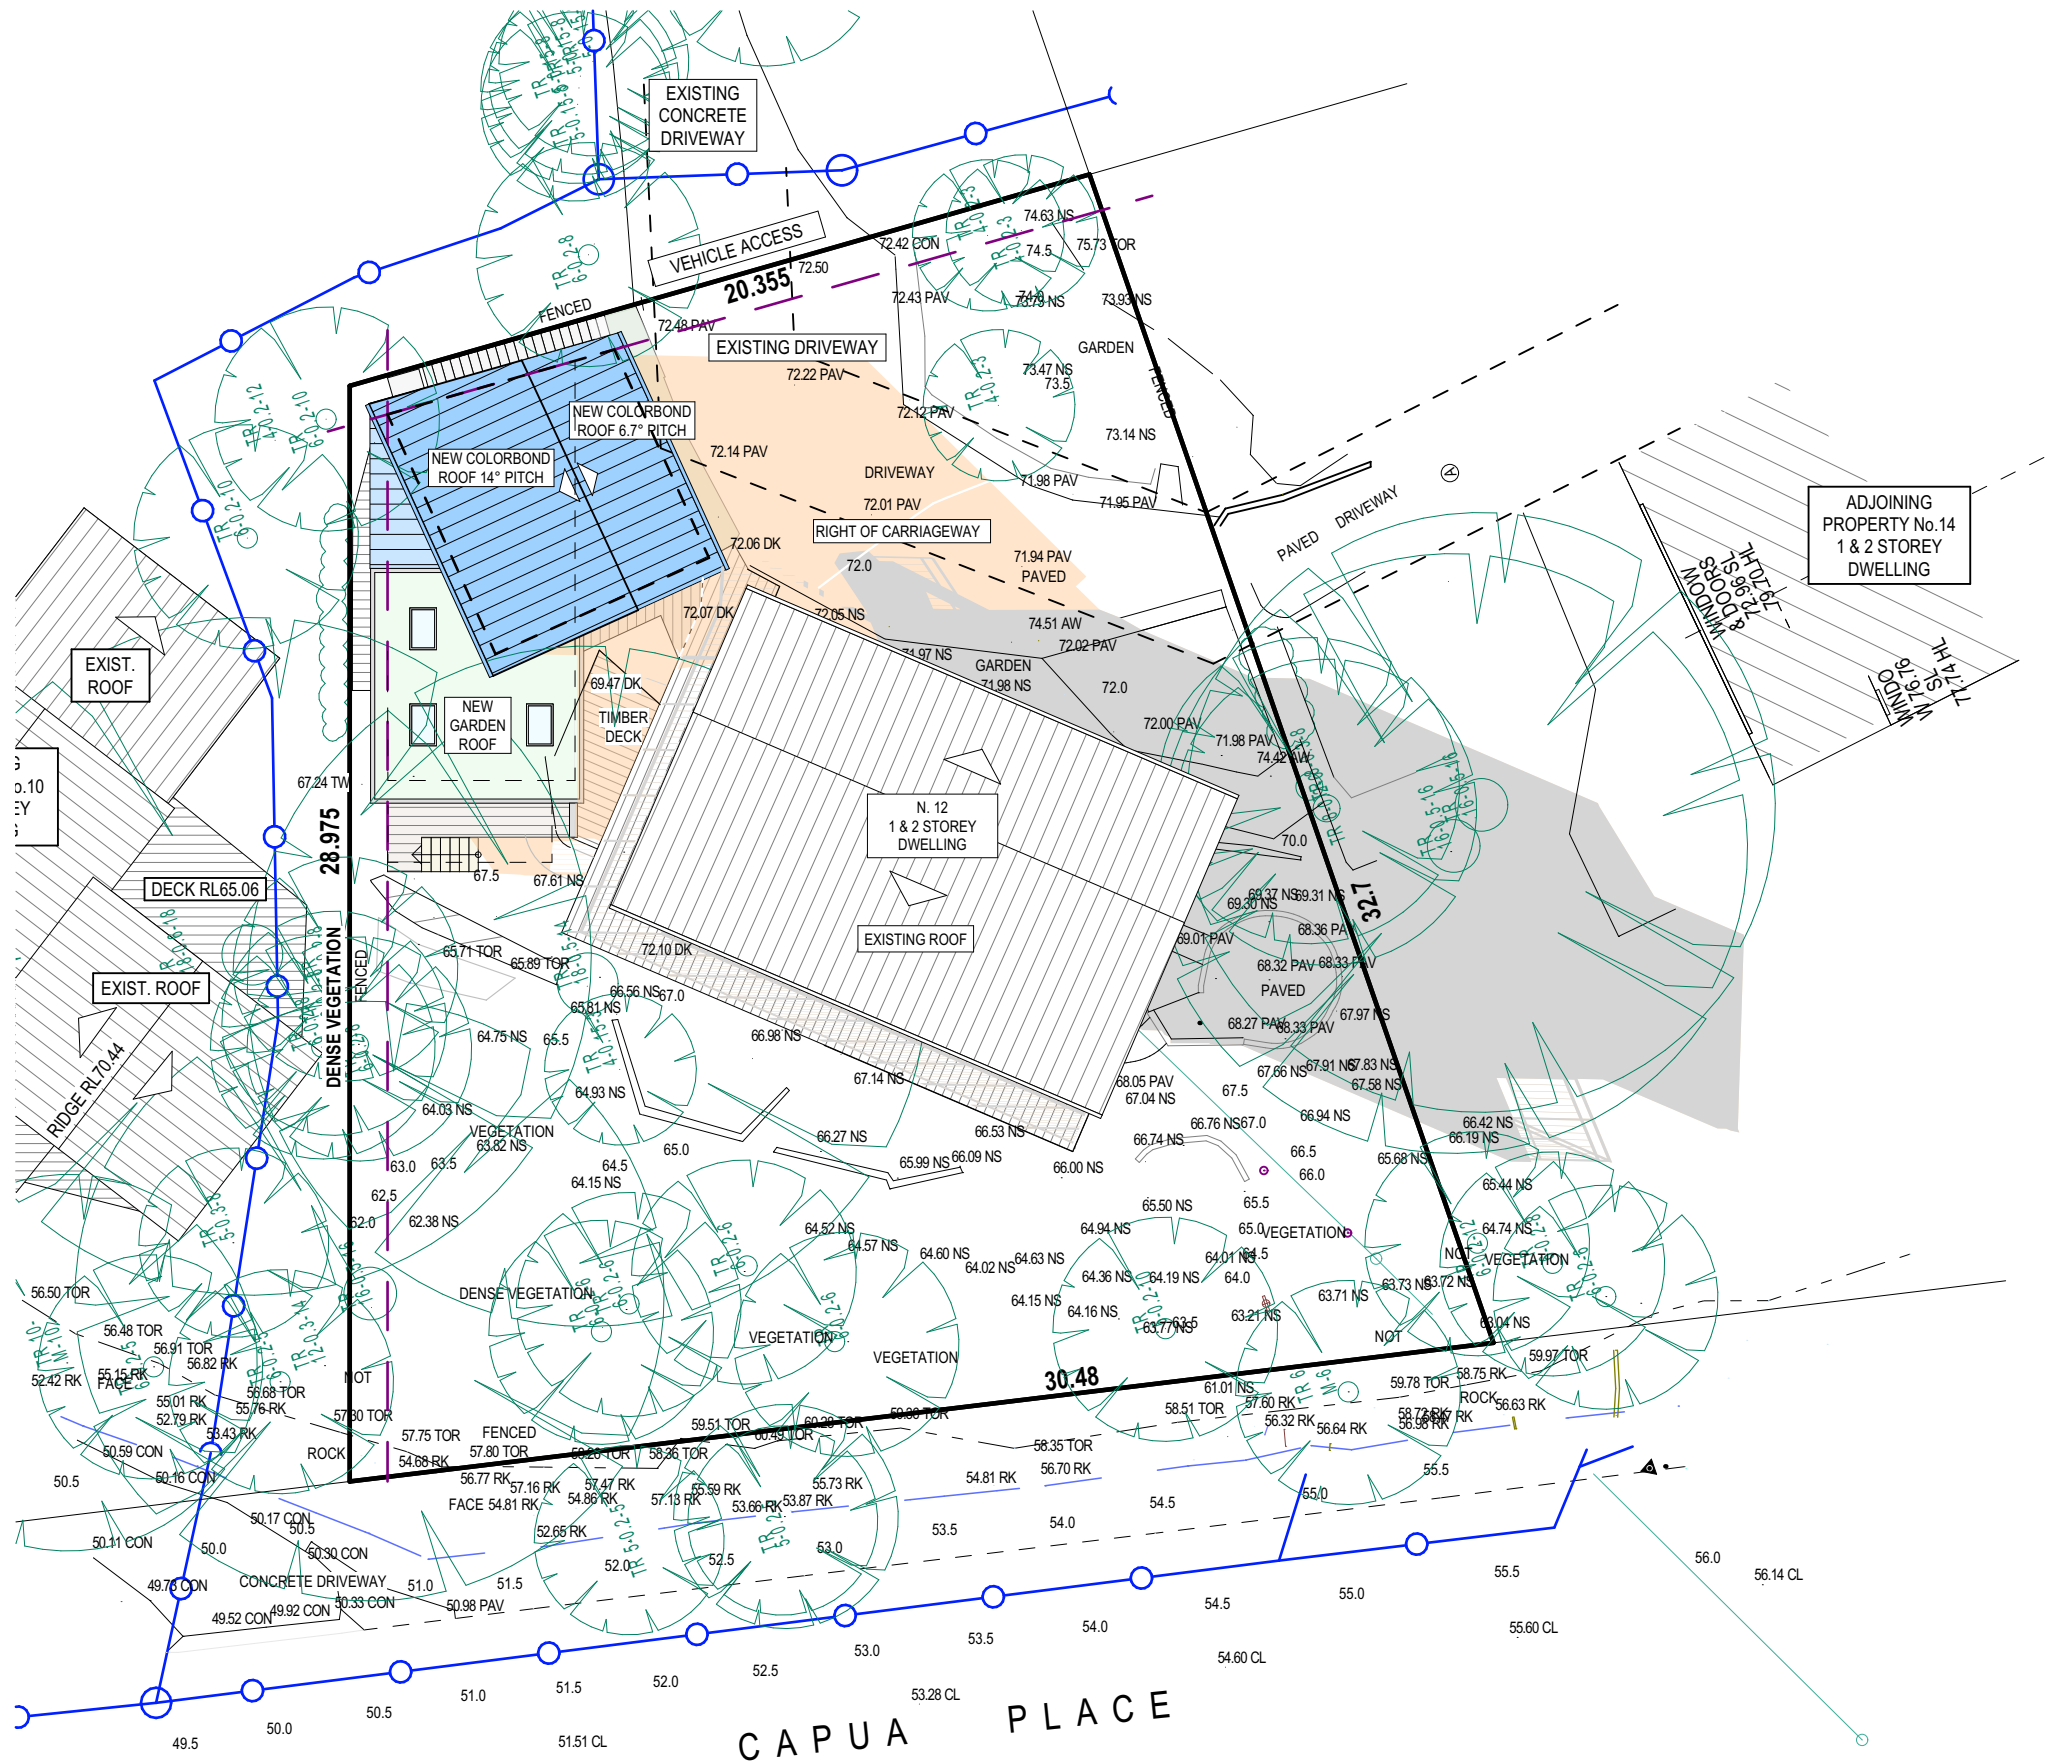 EXISTING
CONCRETE
DRIVEWAY
VEHICLE ACCESS
20.355
FENCED
72.42 CON
74.63 NS
74.5
75.73 TOR
72.50
72.43 PAV
73.79 NS
73.93 NS
72.48 PAV
EXISTING DRIVEWAY
GARDEN
FENCED
72.22 PAV
73.47 NS
73.5
72.12 PAV
73.14 NS
NEW COLORBOND
ROOF 6.7° PITCH
NEW COLORBOND
ROOF 14° PITCH
72.14 PAV
DRIVEWAY
71.98 PAV
71.95 PAV
72.01 PAV
RIGHT OF CARRIAGEWAY
PAVED DRIVEWAY
ADJOINING
PROPERTY No.14
1 & 2 STOREY
DWELLING
WINDOW
& DOORS
72.96 SL
79.70 HL
WINDO
W 76.76
SL
77.74 HL
72.06 DK
71.94 PAV
PAVED
72.0
72.07 DK
72.05 NS
74.51 AW
72.02 PAV
71.97 NS
GARDEN
71.98 NS
72.0
69.47 DK
TIMBER
DECK
NEW
GARDEN
ROOF
EXIST.
ROOF
72.00 PAV
71.98 PAV
74.42 AW
67.24 TW
28.975
N. 12
1 & 2 STOREY
DWELLING
70.0
o.10
EY
DECK RL65.06
67.5
67.61 NS
69.37 NS
69.31 NS
69.30 NS
32.7
EXISTING ROOF
68.36 PA
69.01 PAV
72.10 DK
65.71 TOR
65.89 TOR
68.32 PAV
68.33 PAV
PAVED
EXIST. ROOF
DENSE VEGETATION
FENCED
66.56 NS
67.0
65.81 NS
67.97 NS
68.27 PAV
68.33 PAV
64.75 NS
65.5
66.98 NS
RIDGE RL70.44
67.14 NS
67.66 NS
67.91 NS
67.83 NS
67.58 NS
68.05 PAV
67.04 NS
67.5
64.93 NS
64.03 NS
66.94 NS
66.76 NS
67.0
66.42 NS
66.19 NS
VEGETATION
63.82 NS
66.27 NS
66.53 NS
66.74 NS
66.5
65.0
65.99 NS
66.09 NS
66.00 NS
66.0
65.68 NS
63.0
63.5
64.5
64.15 NS
62.5
62.0
62.38 NS
65.50 NS
65.5
65.44 NS
64.52 NS
64.57 NS
64.94 NS
65.0
VEGETATION
64.74 NS
64.60 NS
64.63 NS
64.02 NS
64.01 NS
64.5
NOT
VEGETATION
64.36 NS
64.19 NS
64.0
63.73 NS
63.72 NS
DENSE VEGETATION
64.15 NS
64.16 NS
63.71 NS
63.21 NS
63.77 NS
63.5
63.04 NS
VEGETATION
NOT
VEGETATION
56.50 TOR
56.48 TOR
56.91 TOR
56.82 RK
52.42 RK
55.15 RK
FACE
NOT
30.48
59.97 TOR
58.75 RK
59.78 TOR
ROCK
56.63 RK
55.01 RK
56.68 TOR
55.76 RK
52.79 RK
53.43 RK
57.30 TOR
61.01 NS
57.60 RK
58.51 TOR
56.32 RK
56.64 RK
56.98 RK
50.59 CON
50.16 CON
50.5
ROCK
57.75 TOR
FENCED
57.80 TOR
54.68 RK
59.51 TOR
58.36 TOR
60.28 TOR
60.49 TOR
58.35 TOR
56.70 RK
54.81 RK
55.5
55.0
56.77 RK
57.16 RK
57.47 RK
54.86 RK
FACE 54.81 RK
55.59 RK
57.13 RK
55.73 RK
53.66 RK
53.87 RK
54.5
54.0
50.17 CON
50.5
52.65 RK
53.5
50.11 CON
50.0
50.30 CON
52.0
52.5
53.0
49.73 CON
CONCRETE DRIVEWAY
51.0
51.5
50.33 CON
50.98 PAV
49.92 CON
49.52 CON
56.0
56.14 CL
55.5
55.0
54.5
54.0
53.5
53.0
55.60 CL
54.60 CL
52.5
52.0
51.5
51.0
50.5
50.0
49.5
53.28 CL
51.51 CL
CAPUA PLACE